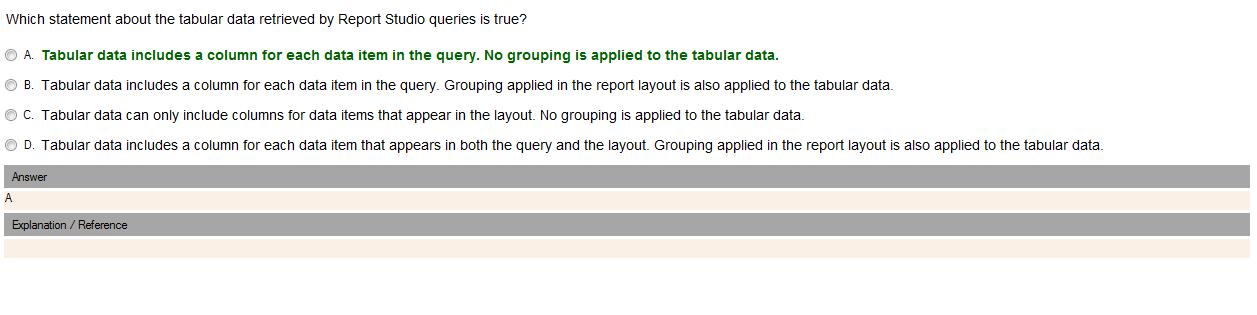 Which statement about the tabular data retrieved by Report Studio queries is true?
A. Tabular data includes a column for each data item in the query. No grouping is applied to the tabular data.
B. Tabular data includes a column for each data item in the query. Grouping applied in the report layout is also applied to the tabular data.
C. Tabular data can only include columns for data items that appear in the layout. No grouping is applied to the tabular data.
D. Tabular data includes a column for each data item that appears in both the query and the layout. Grouping applied in the report layout is also applied to the tabular data.
Answer
A
Explanation / Reference